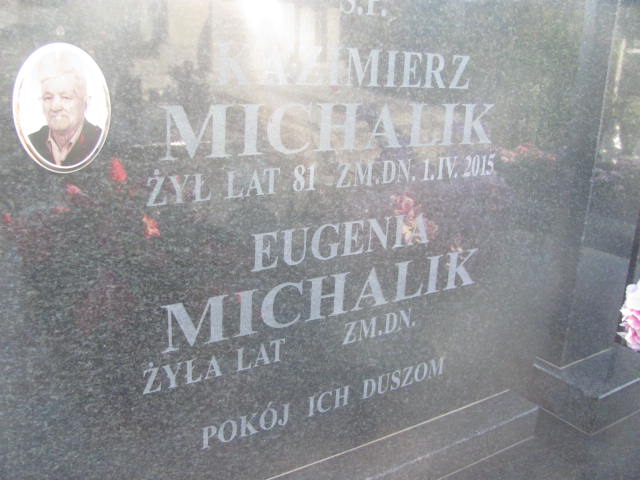 Ś.P.
KAZIMIERZ
MICHALIK
ŻYŁ LAT 81 ZM.DN. 1.IV.2015
EUGENIA
MICHALIK
ŻYŁA LAT ZM.DN.
POKÓJ ICH DUSZOM